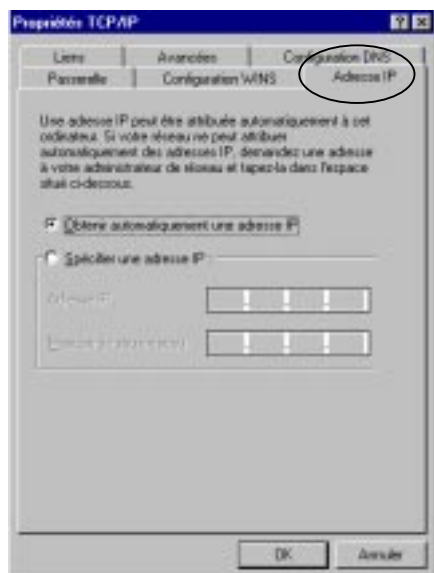 Propriétés TCP/IP
Liens Avancées Configuration DNS
Passerelle Configuration WINS Adresse IP
Une adresse IP peut être attribuée automatiquement à cet
ordinateur. Si votre réseau ne peut attribuer
automatiquement des adresses IP, demandez une adresse
à votre administrateur de réseau et tapez-la dans l'espace
situé ci-dessous.
Obtenir automatiquement une adresse IP
Spécifier une adresse IP :
Adresse IP :
OK Annuler